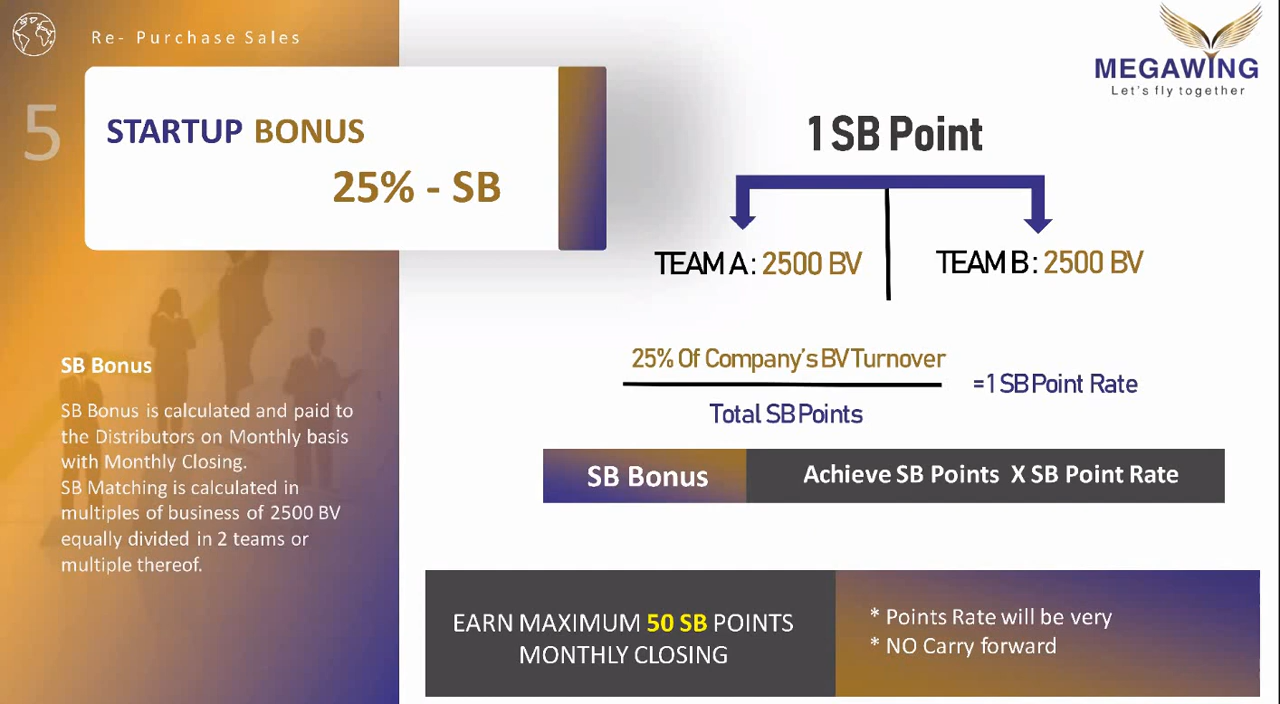 Re- Purchase Sales
MEGAWING
Let's fly together
5
STARTUP BONUS
25% - SB
1 SB Point
TEAM A : 2500 BV
TEAM B : 2500 BV
SB Bonus
SB Bonus is calculated and paid to
the Distributors on Monthly basis
with Monthly Closing.
SB Matching is calculated in
multiples of business of 2500 BV
equally divided in 2 teams or
multiple thereof.
25% Of Company's BV Turnover
Total SB Points
=1 SB Point Rate
SB Bonus
Achieve SB Points X SB Point Rate
EARN MAXIMUM 50 SB POINTS
MONTHLY CLOSING
* Points Rate will be very
* NO Carry forward